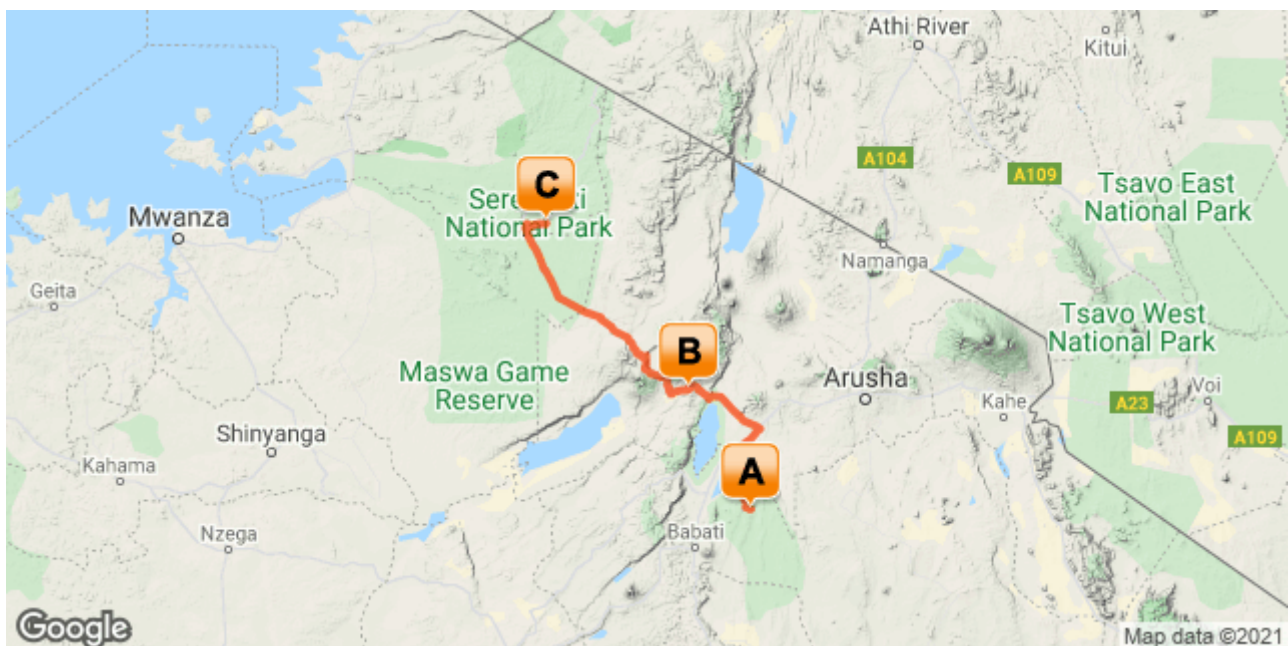 Athi River
Kitui
A104
A109
Tsavo East
National Park
C
Serengeti
National Park
Mwanza
Namanga
Geita
Tsavo West
National Park
B
Maswa Game
Reserve
Arusha
Kahe
A23
Voi
Shinyanga
A109
Kahama
A
Nzega
Babati
Google
Map data ©2021